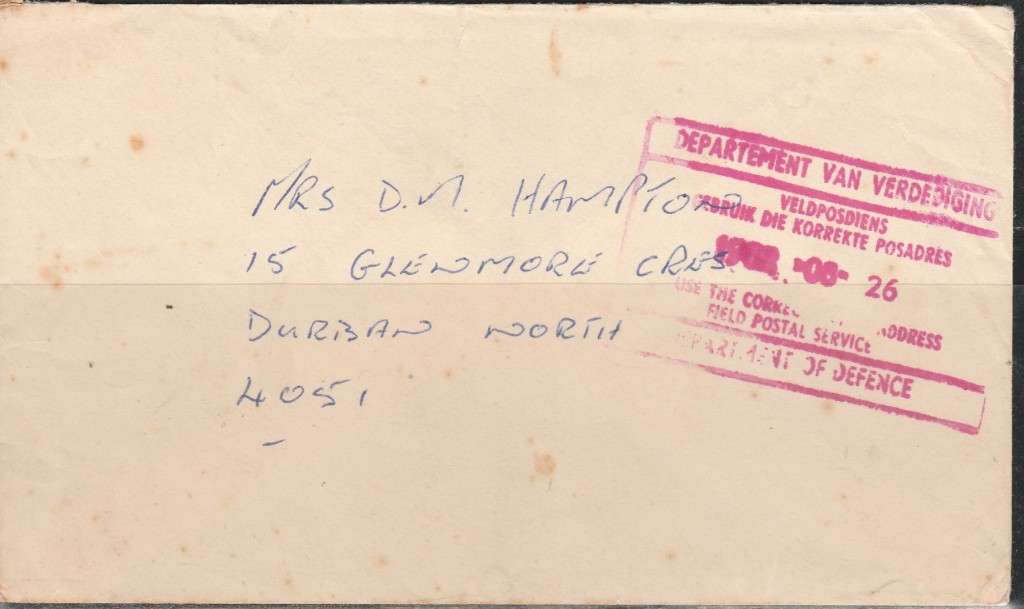 MRS D.M. HAMPTON
15 GLENMORE CRES.
DURBAN NORTH
4051
DEPARTEMENT VAN VERDEDIGING
VELDPOSDIENS
GEBRUIK DIE KORREKTE POSADRES
-06- 26
USE THE ADDRESS
FIELD POSTAL SERVICE
DEPARTMENT OF DEFENCE